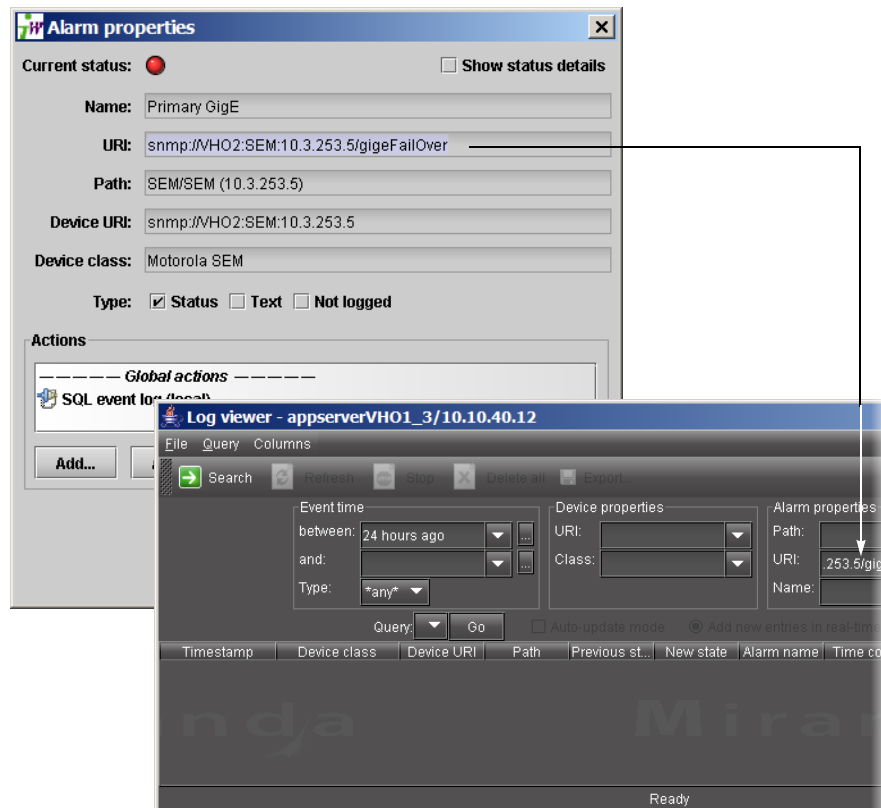 Alarm properties
Current status:
Show status details
Name: Primary GigE
URI: snmp://VHO2:SEM:10.3.253.5/gigeFailOver
Path: SEM/SEM (10.3.253.5)
Device URI: snmp://VHO2:SEM:10.3.253.5
Device class: Motorola SEM
Type: Status Text Not logged
Actions
————— Global actions —————
SQL event log (local)
Add...
Log viewer - appserverVHO1_3/10.10.40.12
File Query Columns
Search Refresh Stop Delete all Export...
Event time Device properties Alarm properties
between: 24 hours ago ... URI: Path:
and: ... Class: URI: .253.5/gig
Type: *any* Name:
Query: Go Auto-update mode Add new entries in real-time
Timestamp Device class Device URI Path Previous st... New state Alarm name Time co
nda Miran
Ready